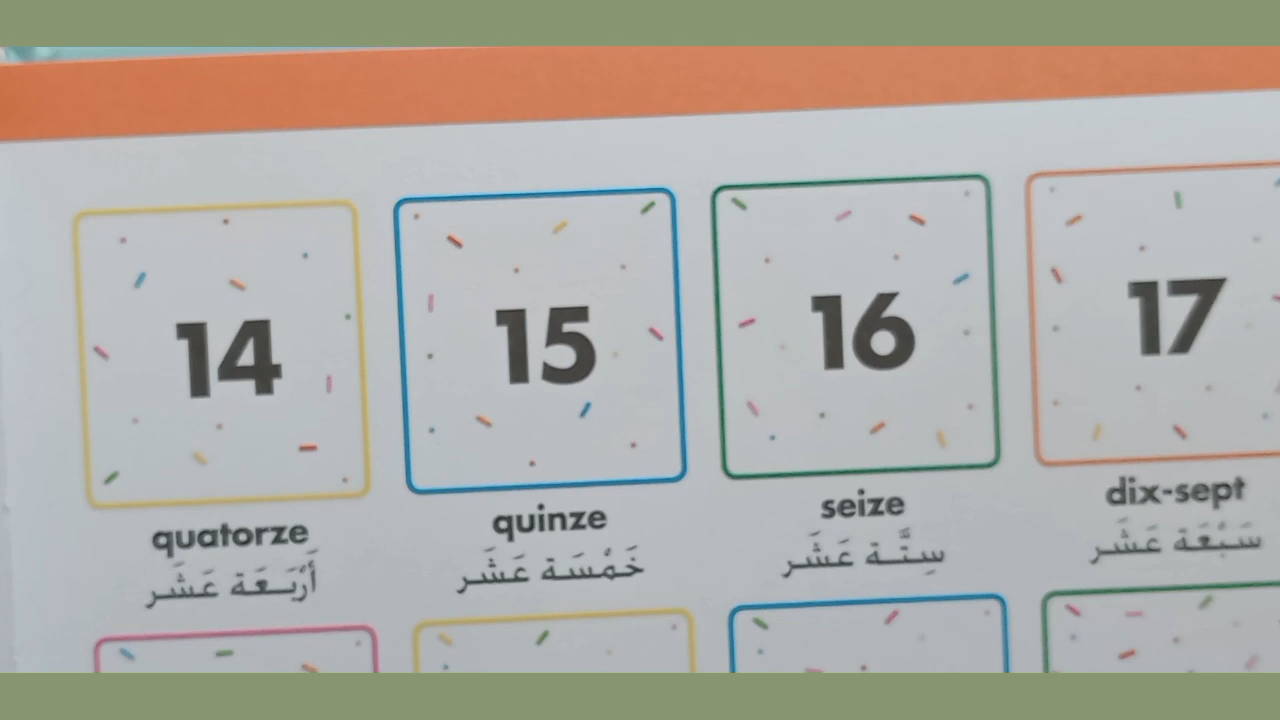 14 15 16 17
quatorze quinze seize dix-sept
أَرْبَعَة عَشَر خَمْسَة عَشَر سِتَّة عَشَر سَبْعَة عَشَر